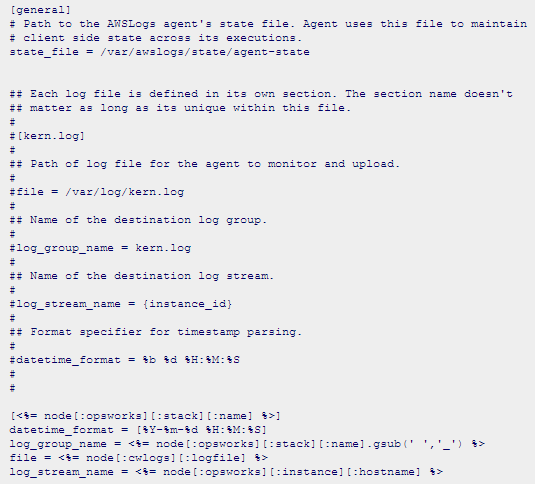 [general]
# Path to the AWSLogs agent's state file. Agent uses this file to maintain
# client side state across its executions.
state_file = /var/awslogs/state/agent-state
## Each log file is defined in its own section. The section name doesn't
## matter as long as its unique within this file.
#
#[kern.log]
#
## Path of log file for the agent to monitor and upload.
#
#file = /var/log/kern.log
#
## Name of the destination log group.
#
#log_group_name = kern.log
#
## Name of the destination log stream.
#
#log_stream_name = {instance_id}
#
## Format specifier for timestamp parsing.
#
#datetime_format = %b %d %H:%M:%S
#
#
[<%= node[:opsworks][:stack][:name] %>]
datetime_format = [%Y-%m-%d %H:%M:%S]
log_group_name = <%= node[:opsworks][:stack][:name].gsub(' ','_') %>
file = <%= node[:cwlogs][:logfile] %>
log_stream_name = <%= node[:opsworks][:instance][:hostname] %>